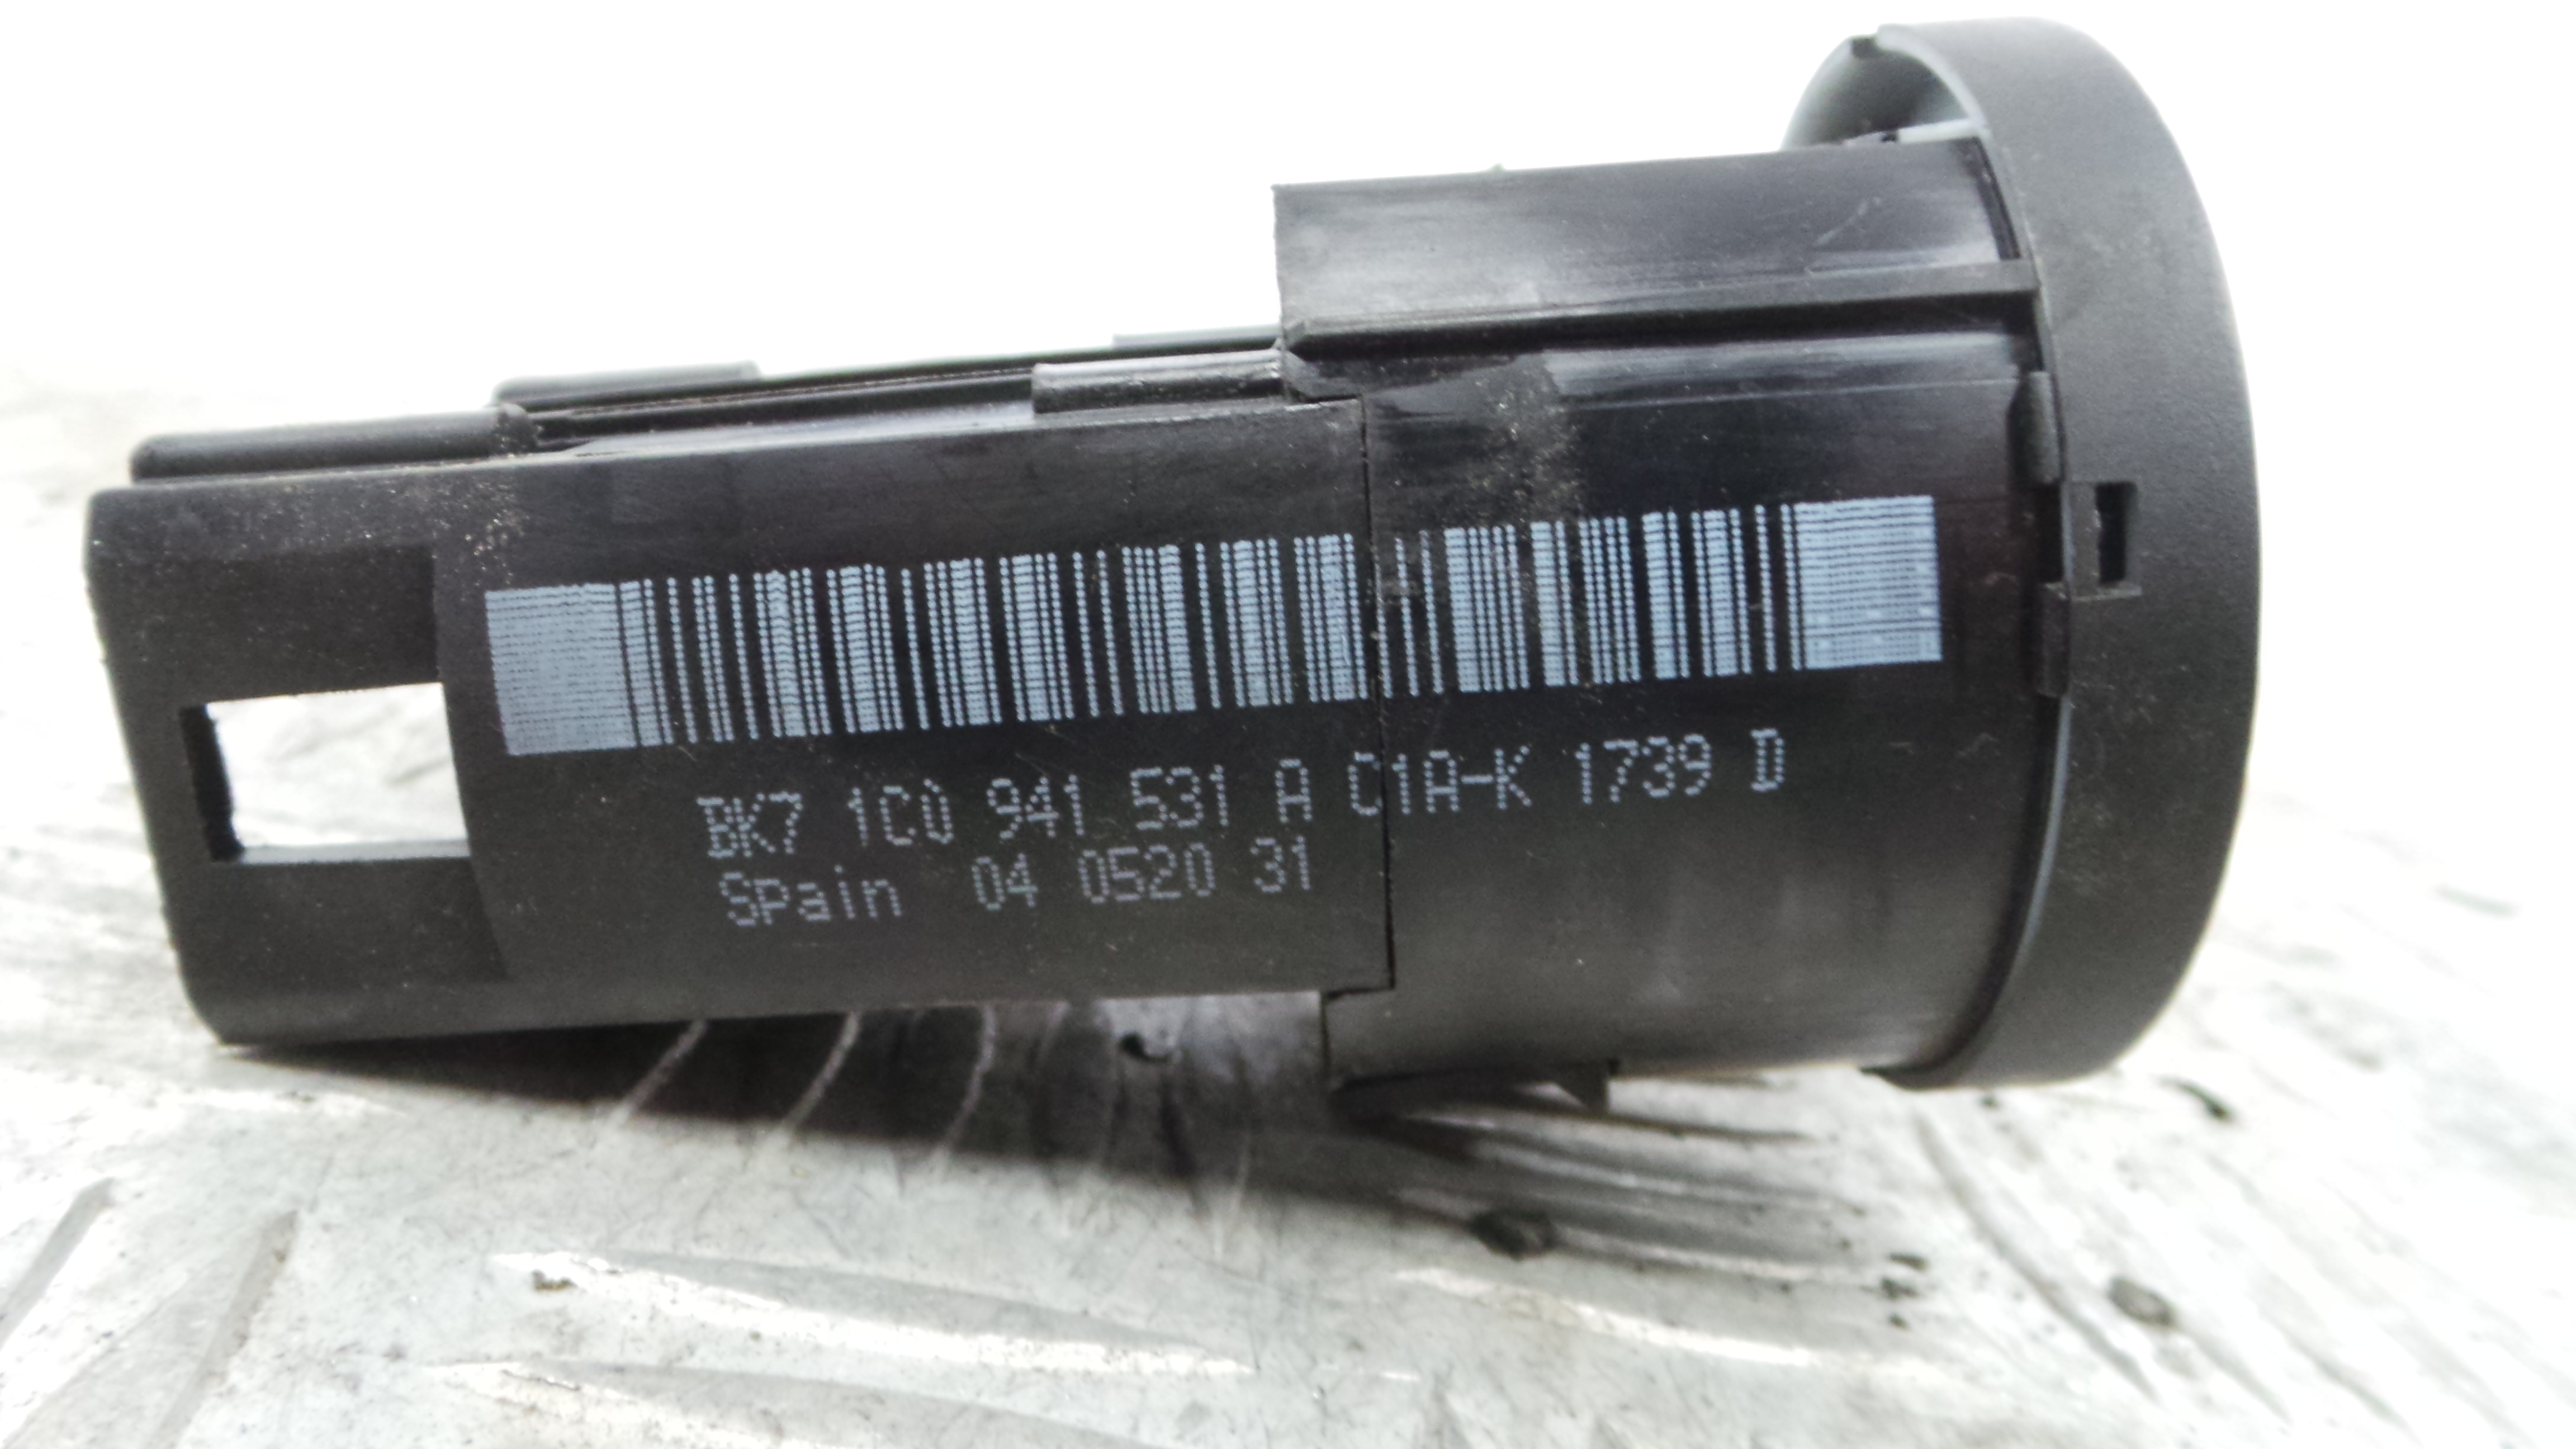 BK7 1C0 941 531 A C1A-K 1739 D
Spain 04 0520 31